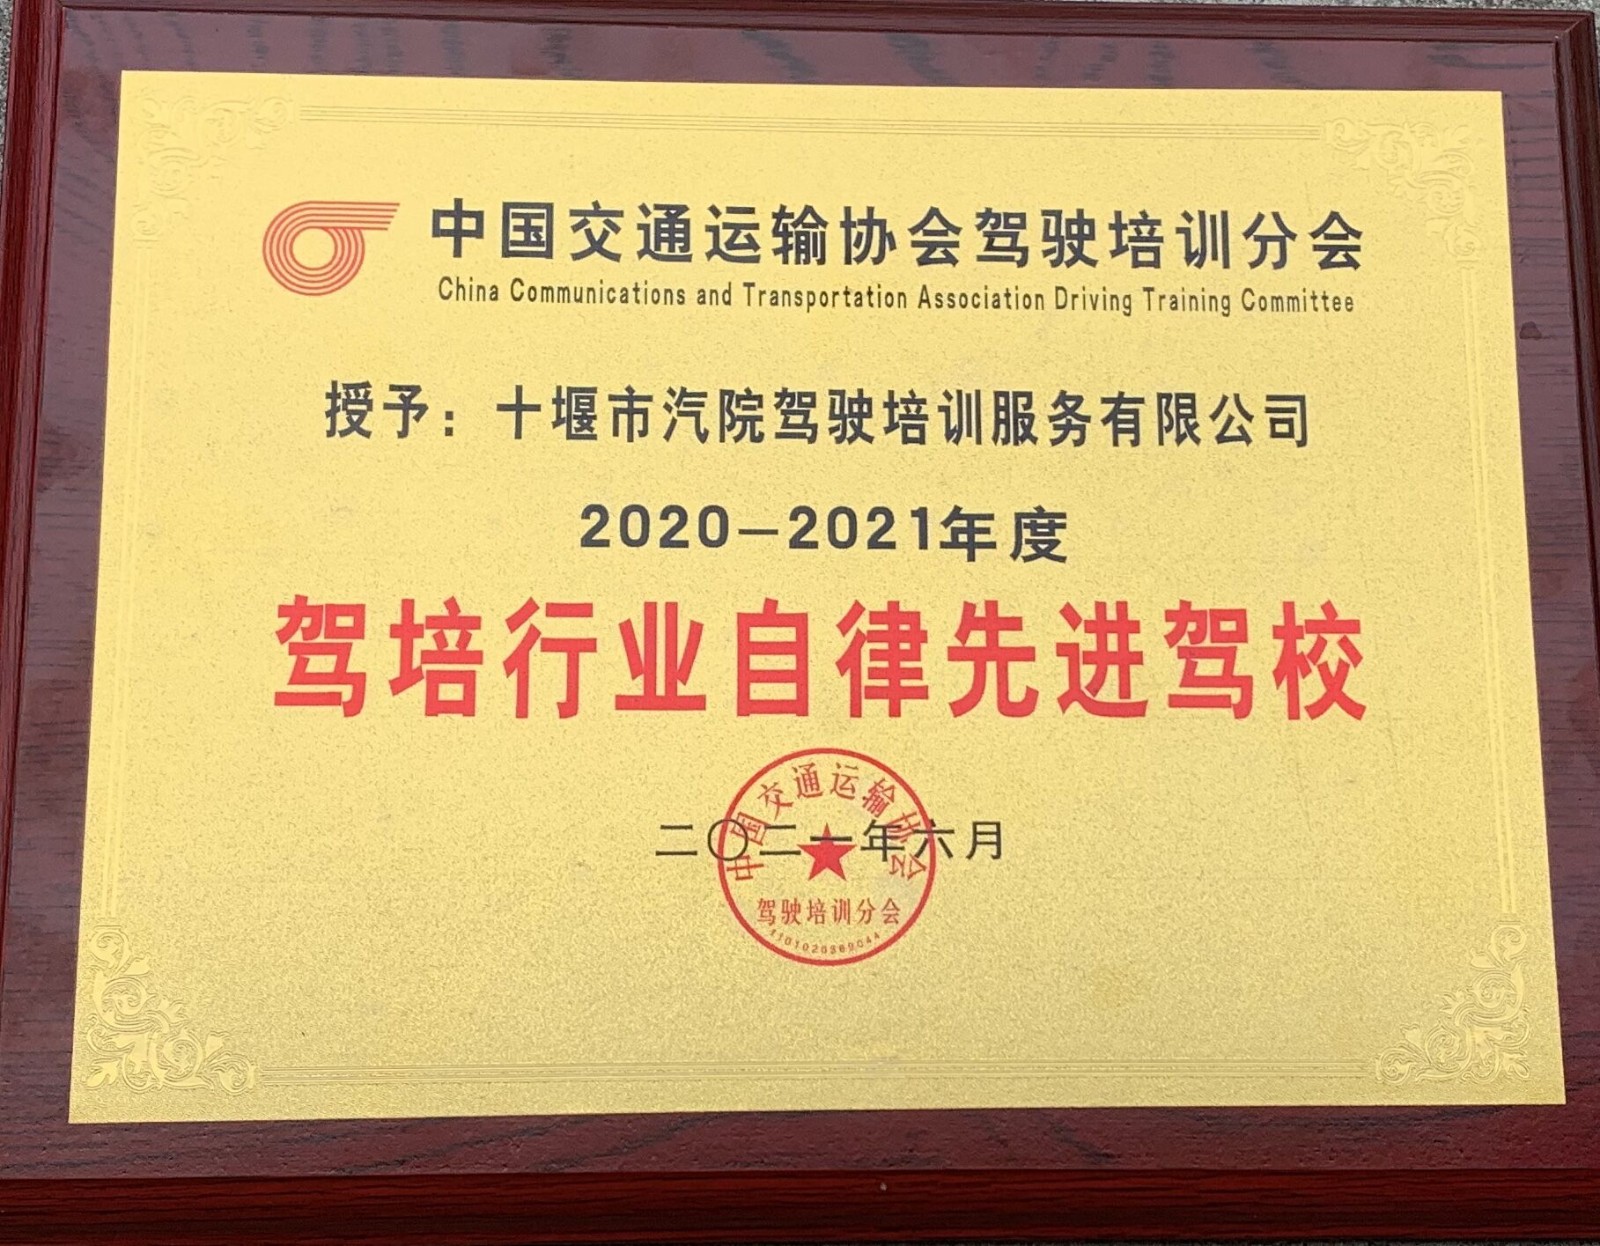 中国交通运输协会驾驶培训分会
China Communications and Transportation Association Driving Training Committee
授予：十堰市汽院驾驶培训服务有限公司
2020—2021年度
驾培行业自律先进驾校
二〇二一年六月
中国交通运输协会
驾驶培训分会